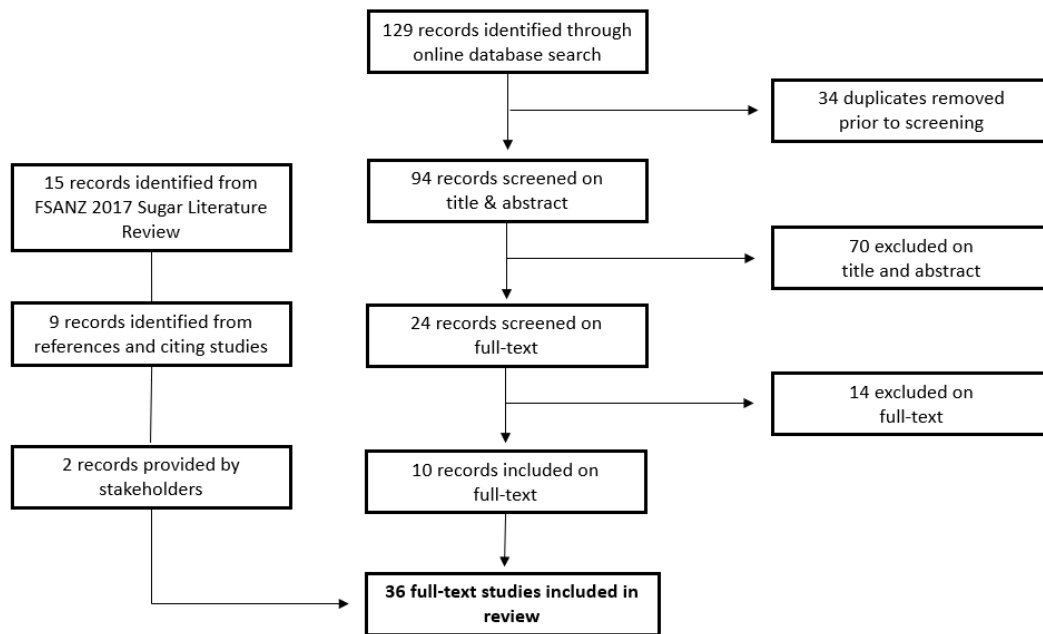 129 records identified through
online database search
34 duplicates removed
prior to screening
94 records screened on
title & abstract
15 records identified from
FSANZ 2017 Sugar Literature
Review
70 excluded on
title and abstract
9 records identified from
references and citing studies
24 records screened on
full-text
14 excluded on
full-text
2 records provided by
stakeholders
10 records included on
full-text
36 full-text studies included in
review